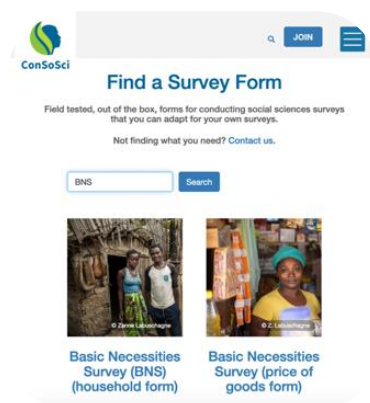 JOIN
ConSoSci
Find a Survey Form
Field tested, out of the box, forms for conducting social sciences surveys
that you can adapt for your own surveys.
Not finding what you need? Contact us.
BNS
Search
© Zanne Labuschagne
© Z. Labuschagne
Basic Necessities
Survey (BNS)
(household form)
Basic Necessities
Survey (price of
goods form)